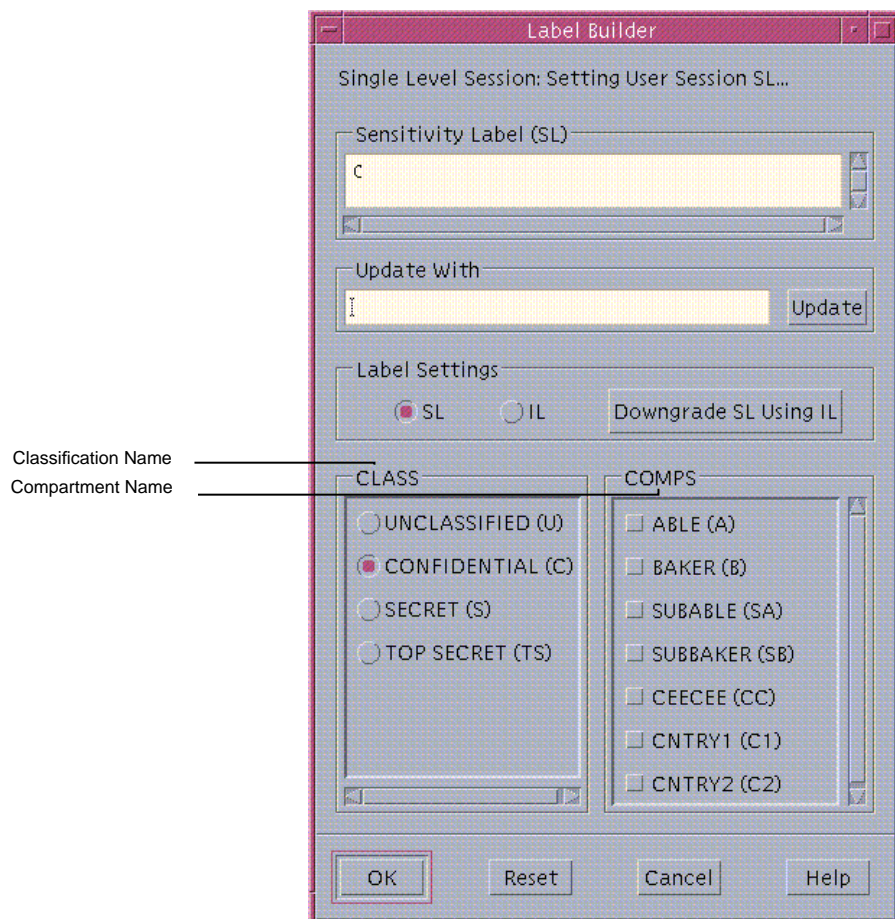 Label Builder
Single Level Session: Setting User Session SL...
Sensitivity Label (SL)
C
Update With
Update
Label Settings
SL
IL
Downgrade SL Using IL
Classification Name
Compartment Name
CLASS
UNCLASSIFIED (U)
CONFIDENTIAL (C)
SECRET (S)
TOP SECRET (TS)
COMPS
ABLE (A)
BAKER (B)
SUBABLE (SA)
SUBBAKER (SB)
CEECEE (CC)
CNTRY1 (C1)
CNTRY2 (C2)
OK
Reset
Cancel
Help